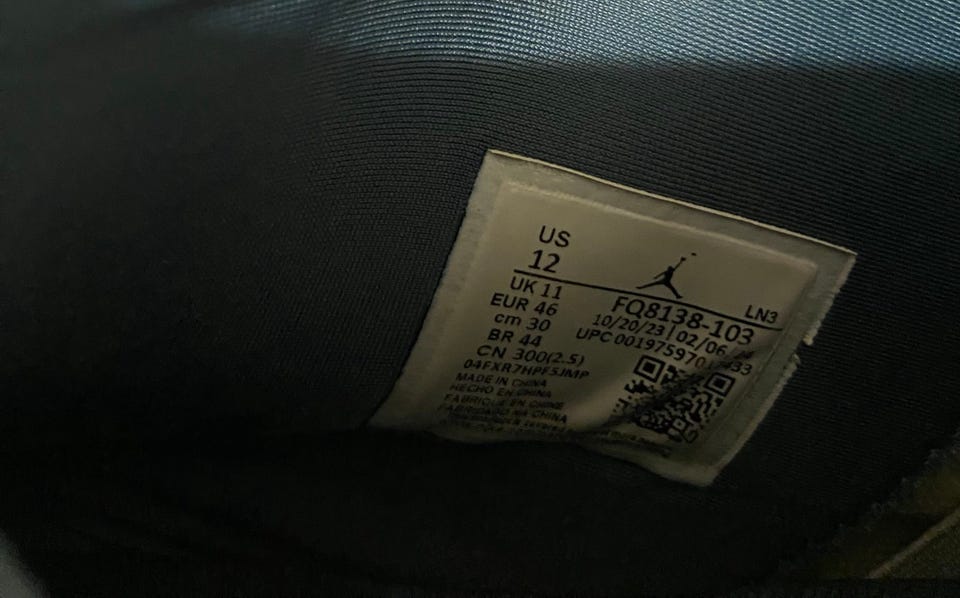 US
12
UK 11
EUR 46
cm 30
BR 44
CN 300(2.5)
04FXR7HPF5JMP
MADE IN CHINA
HECHO EN CHINA
FABRIQUÉ EN CHINE
FABRICADO NA CHINA
LN3
FQ8138-103
10/20/23 | 02/06/
UPC